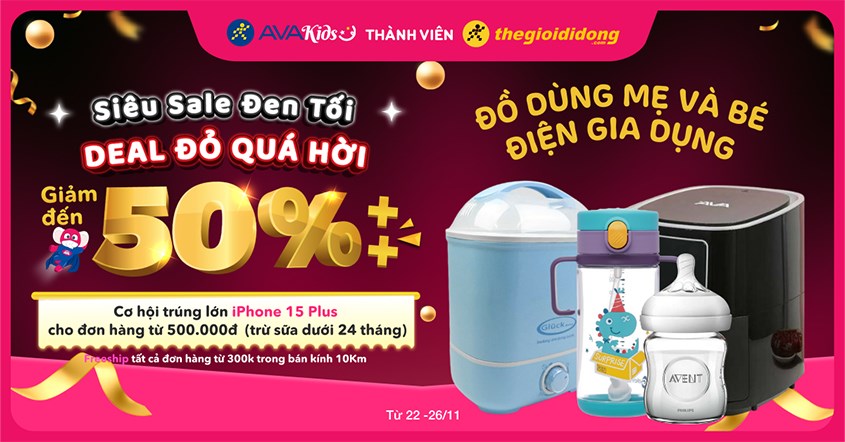 AVAKids THÀNH VIÊN thegioididong.com
Siêu Sale Đen Tối
DEAL ĐỎ QUÁ HỜI
Giảm
đến
50%++
Cơ hội trúng lớn iPhone 15 Plus
cho đơn hàng từ 500.000đ (trừ sữa dưới 24 tháng)
Freeship tất cả đơn hàng từ 300k trong bán kính 10Km
ĐỒ DÙNG MẸ VÀ BÉ
ĐIỆN GIA DỤNG
AVA
SURPRISE
AVENT
PHILIPS
Từ 22 -26/11